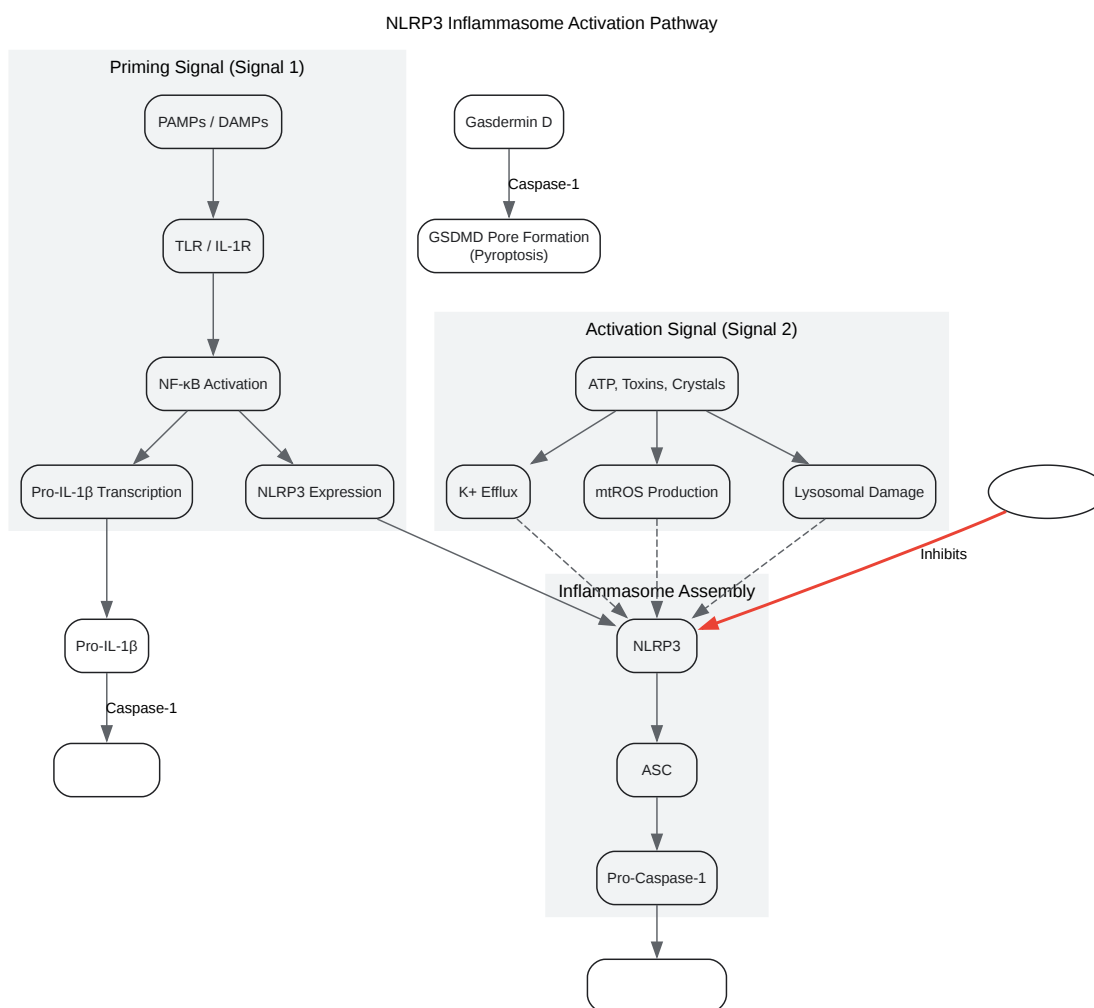 NLRP3 Inflammasome Activation Pathway
Priming Signal (Signal 1)
PAMPs / DAMPs
Gasdermin D
Caspase-1
TLR / IL-1R
GSDMD Pore Formation
(Pyroptosis)
Activation Signal (Signal 2)
NF-κB Activation
ATP, Toxins, Crystals
Pro-IL-1β Transcription
NLRP3 Expression
K+ Efflux
mtROS Production
Lysosomal Damage
Inhibits
Inflammasome Assembly
Pro-IL-1β
NLRP3
Caspase-1
ASC
Pro-Caspase-1